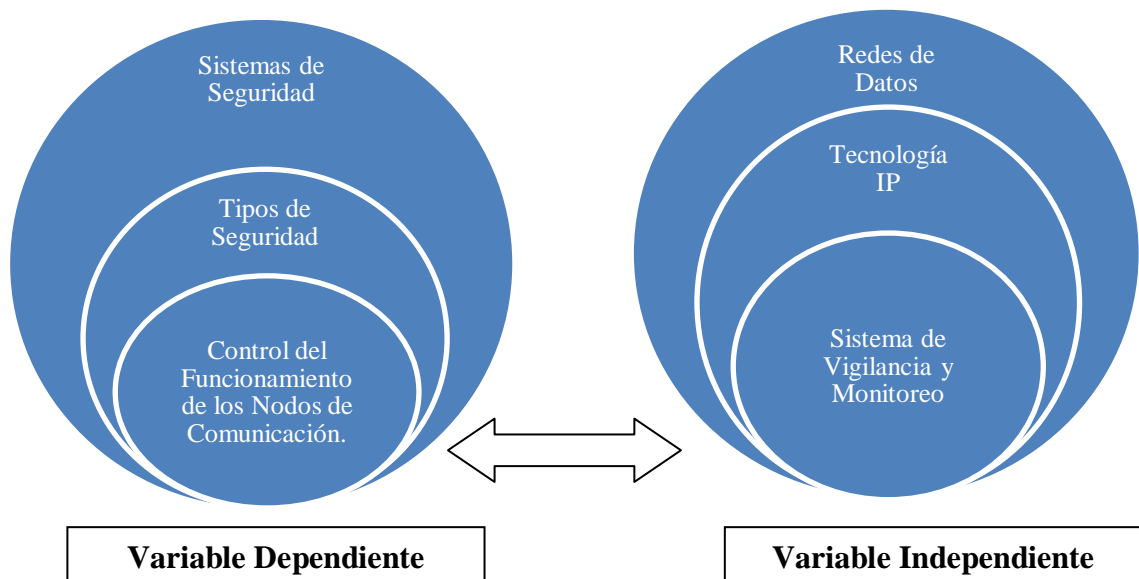 Sistemas de
Seguridad
Tipos de
Seguridad
Control del
Funcionamiento
de los Nodos de
Comunicación.
Variable Dependiente
Redes de
Datos
Tecnología
IP
Sistema de
Vigilancia y
Monitoreo
Variable Independiente